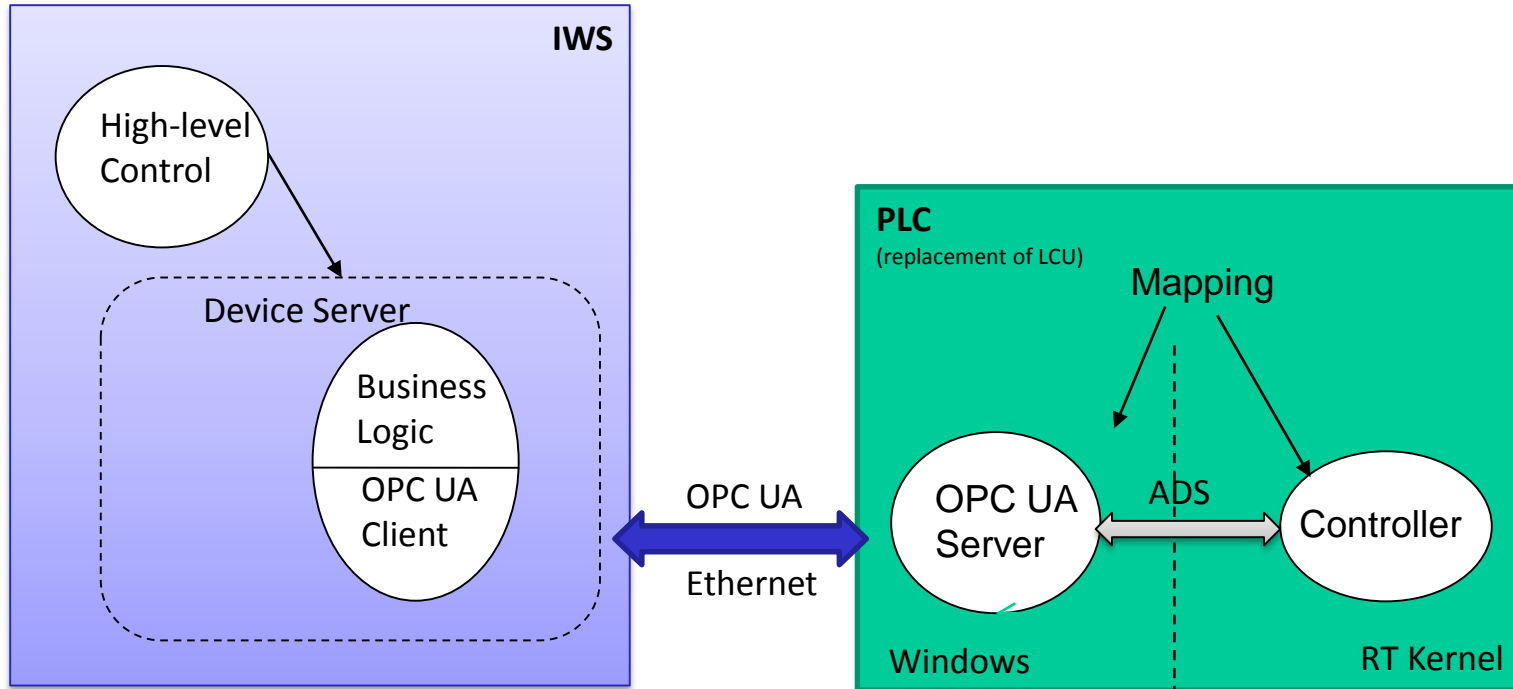 IWS
High-level
Control
Device Server
Business
Logic
OPC UA
Client
OPC UA
Ethernet
PLC
(replacement of LCU)
Mapping
OPC UA
Server
ADS
Controller
Windows
RT Kernel